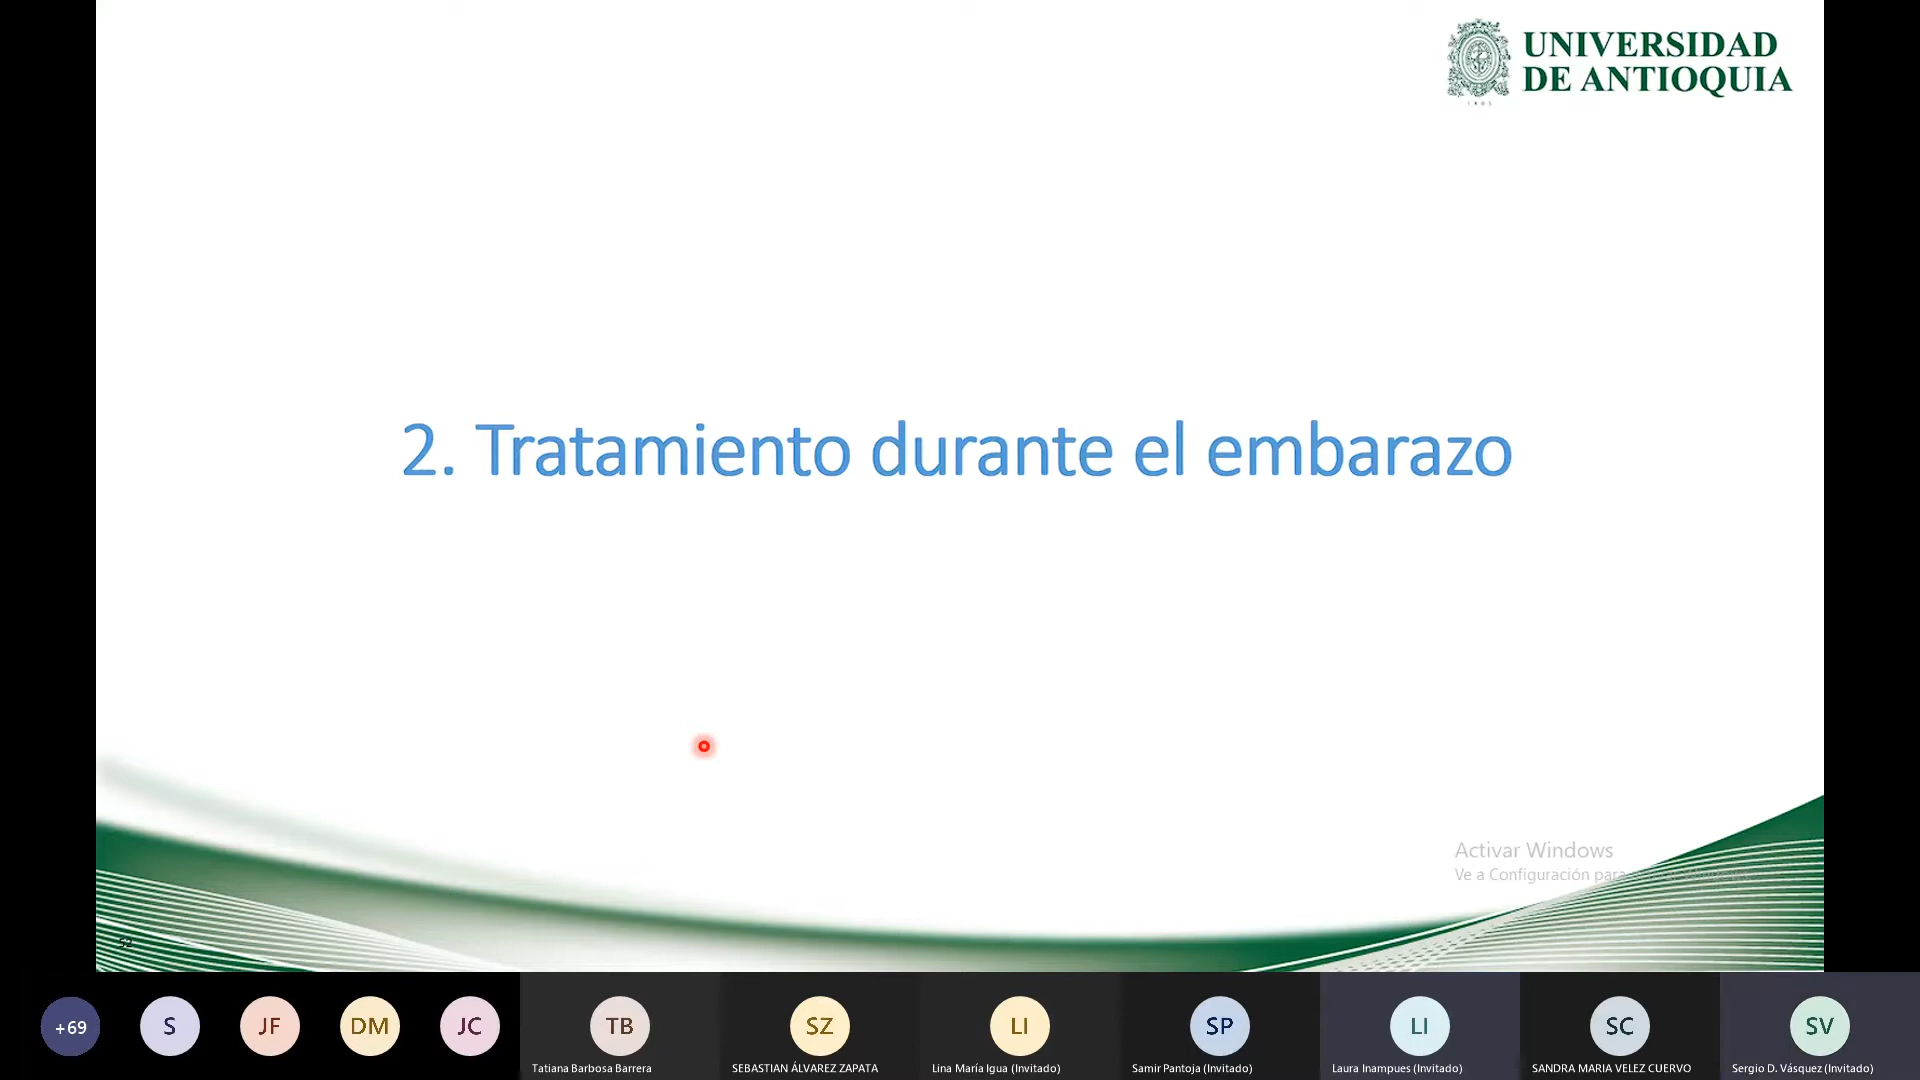 UNIVERSIDAD
DE ANTIOQUIA
1803
2. Tratamiento durante el embarazo
Activar Windows
Ve a Configuración para
52
+69
S
JF
DM
JC
TB
SZ
LI
SP
LI
SC
SV
Tatiana Barbosa Barrera
SEBASTIAN ÁLVAREZ ZAPATA
Lina María Igua (Invitado)
Samir Pantoja (Invitado)
Laura Inampues (Invitado)
SANDRA MARIA VELEZ CUERVO
Sergio D. Vásquez (Invitado)